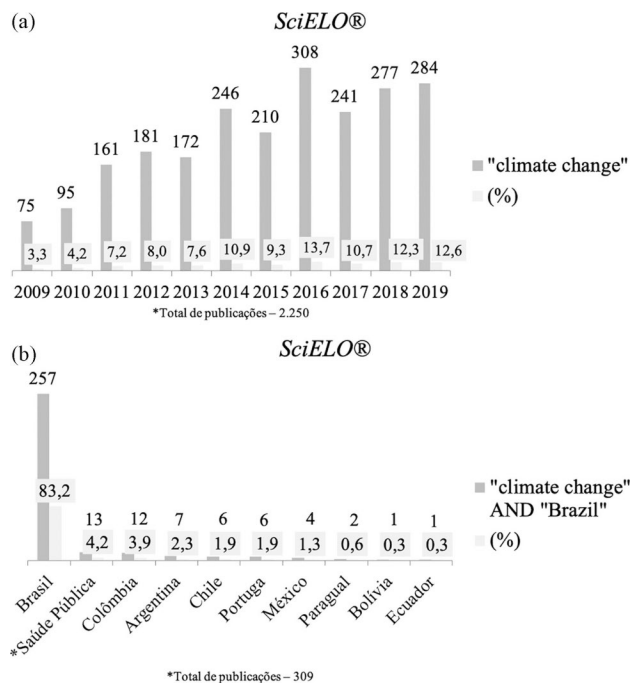 (a)
SciELO®
75
95
161
181
172
246
210
308
241
277
284
3,3
4,2
7,2
8,0
7,6
10,9
9,3
13,7
10,7
12,3
12,6
2009 2010 2011 2012 2013 2014 2015 2016 2017 2018 2019
"climate change"
(%)
*Total de publicações – 2.250
(b)
SciELO®
257
13
12
7
6
6
4
2
1
1
83,2
4,2
3,9
2,3
1,9
1,9
1,3
0,6
0,3
0,3
Brasil
*Saúde Pública
Colômbia
Argentina
Chile
Portuga
México
Paragual
Bolívia
Ecuador
"climate change"
AND "Brazil"
(%)
*Total de publicações – 309